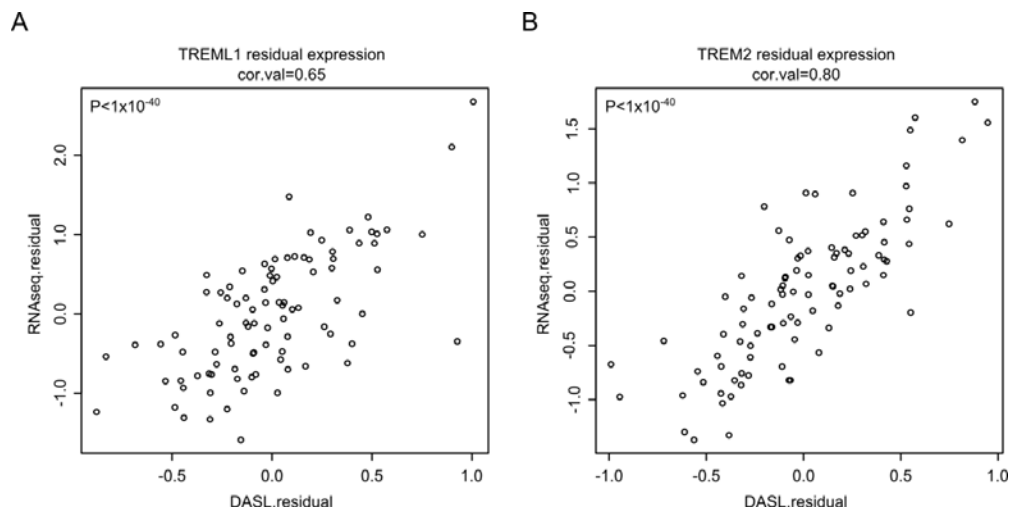 A
TREML1 residual expression
cor.val=0.65
P<1x10⁻⁴⁰
RNAseq.residual
2.0
1.0
0.0
-1.0
-0.5
0.0
0.5
1.0
DASL.residual
B
TREM2 residual expression
cor.val=0.80
P<1x10⁻⁴⁰
RNAseq.residual
1.5
1.0
0.5
0.0
-0.5
-1.0
-1.0
-0.5
0.0
0.5
1.0
DASL.residual